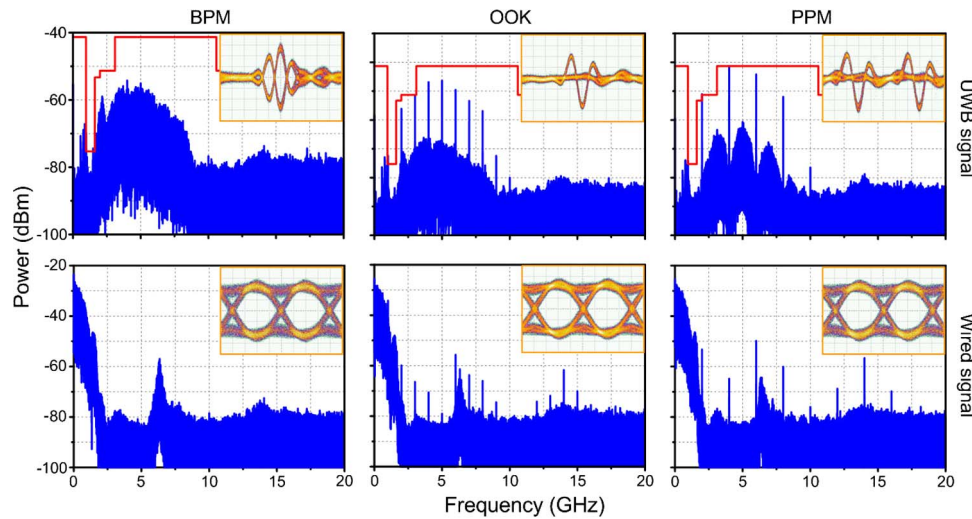 BPM OOK PPM
-40
-60
-80
-100
UWB signal
Power (dBm)
-20
-40
-60
-80
-100
Wired signal
0 5 10 15 20 0 5 10 15 20 0 5 10 15 20
Frequency (GHz)